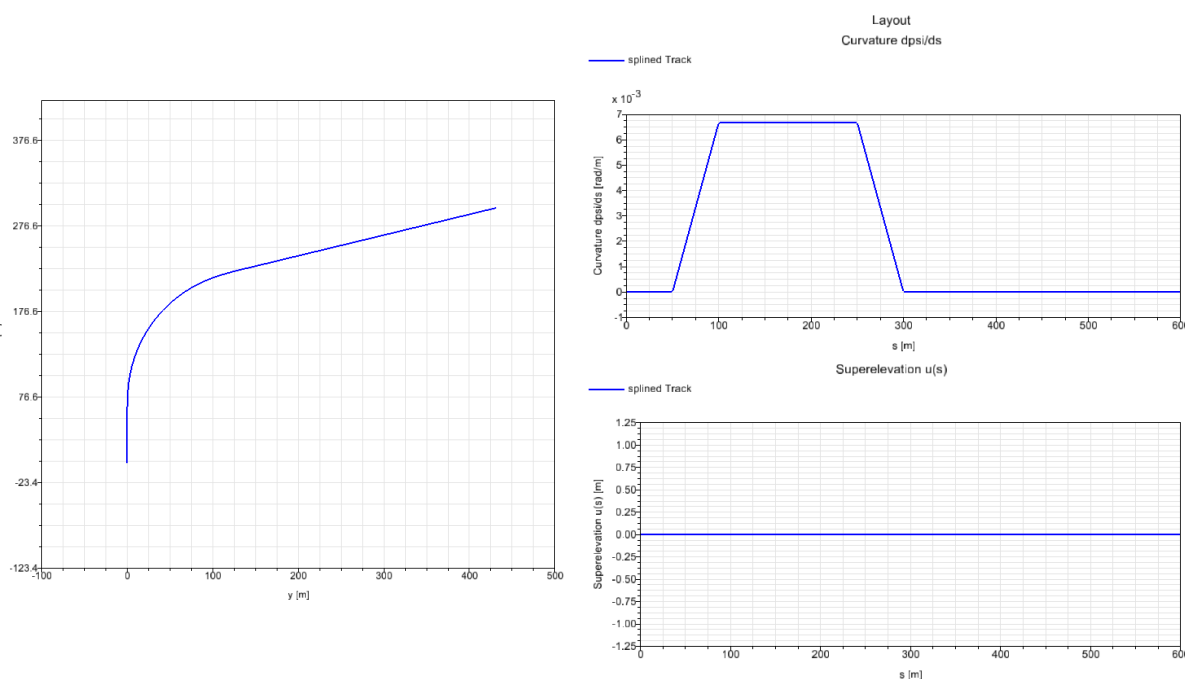 376.6
276.6
176.6
76.6
-23.4
-123.4
-100 0 100 200 300 400 500
y [m]
Layout
Curvature dpsi/ds
splined Track
x 10-3
Curvature dpsi/ds [rad/m]
7
6
5
4
3
2
1
0
-1
0 100 200 300 400 500
s [m]
Superelevation u(s)
splined Track
Superelevation u(s) [m]
1.25
1.00
0.75
0.50
0.25
0.00
-0.25
-0.50
-0.75
-1.00
-1.25
0 100 200 300 400 500
s [m]